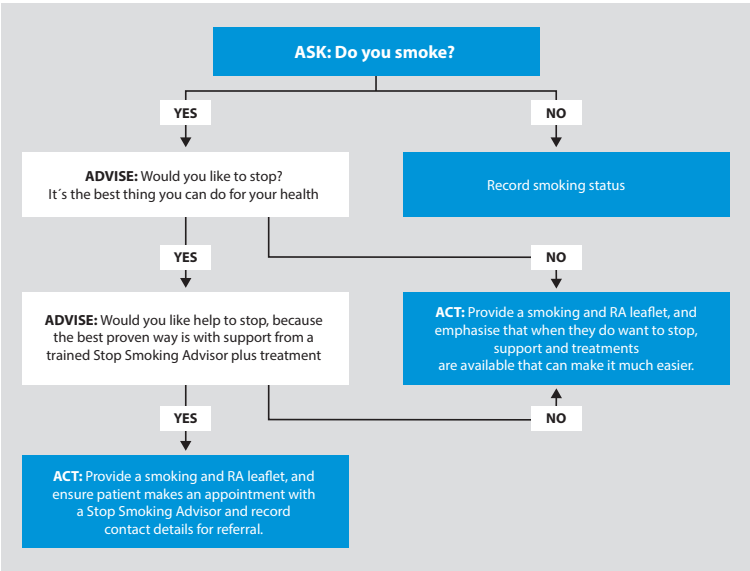 ASK: Do you smoke?
YES
NO
ADVISE: Would you like to stop?
It´s the best thing you can do for your health
Record smoking status
YES
NO
ADVISE: Would you like help to stop, because
the best proven way is with support from a
trained Stop Smoking Advisor plus treatment
ACT: Provide a smoking and RA leaflet, and
emphasise that when they do want to stop,
support and treatments
are available that can make it much easier.
YES
NO
ACT: Provide a smoking and RA leaflet, and
ensure patient makes an appointment with
a Stop Smoking Advisor and record
contact details for referral.